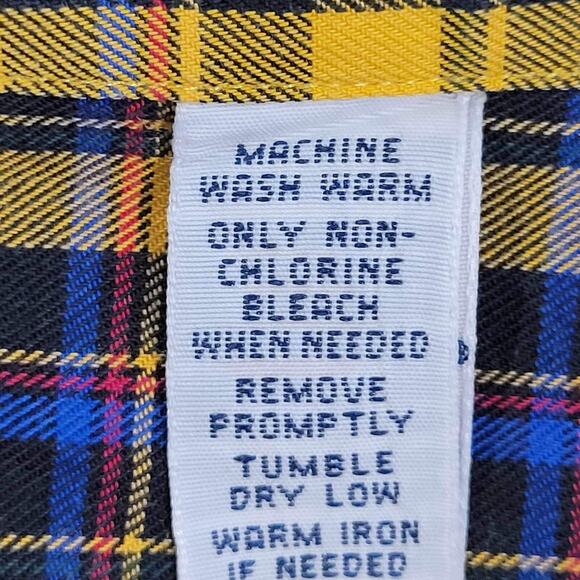 MACHINE
WASH WARM
ONLY NON-
CHLORINE
BLEACH
WHEN NEEDED
REMOVE
PROMPTLY
TUMBLE
DRY LOW
WARM IRON
IF NEEDED